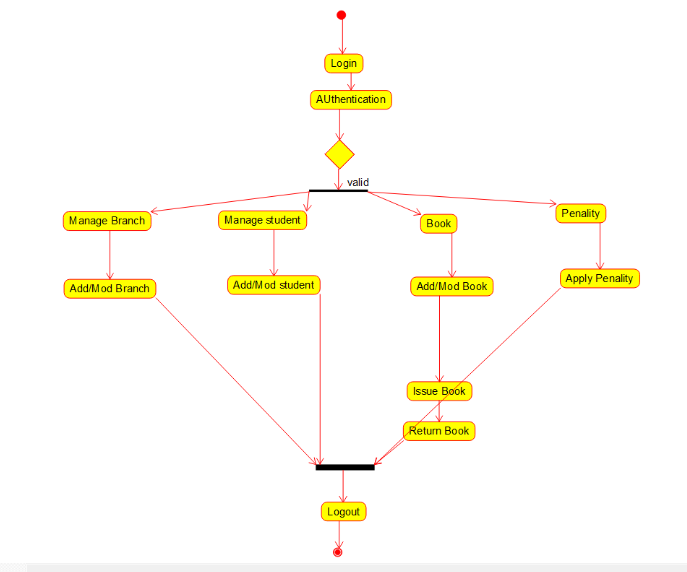 Login
AUthentication
valid
Manage Branch
Manage student
Book
Penality
Add/Mod Branch
Add/Mod student
Add/Mod Book
Apply Penality
Issue Book
Return Book
Logout